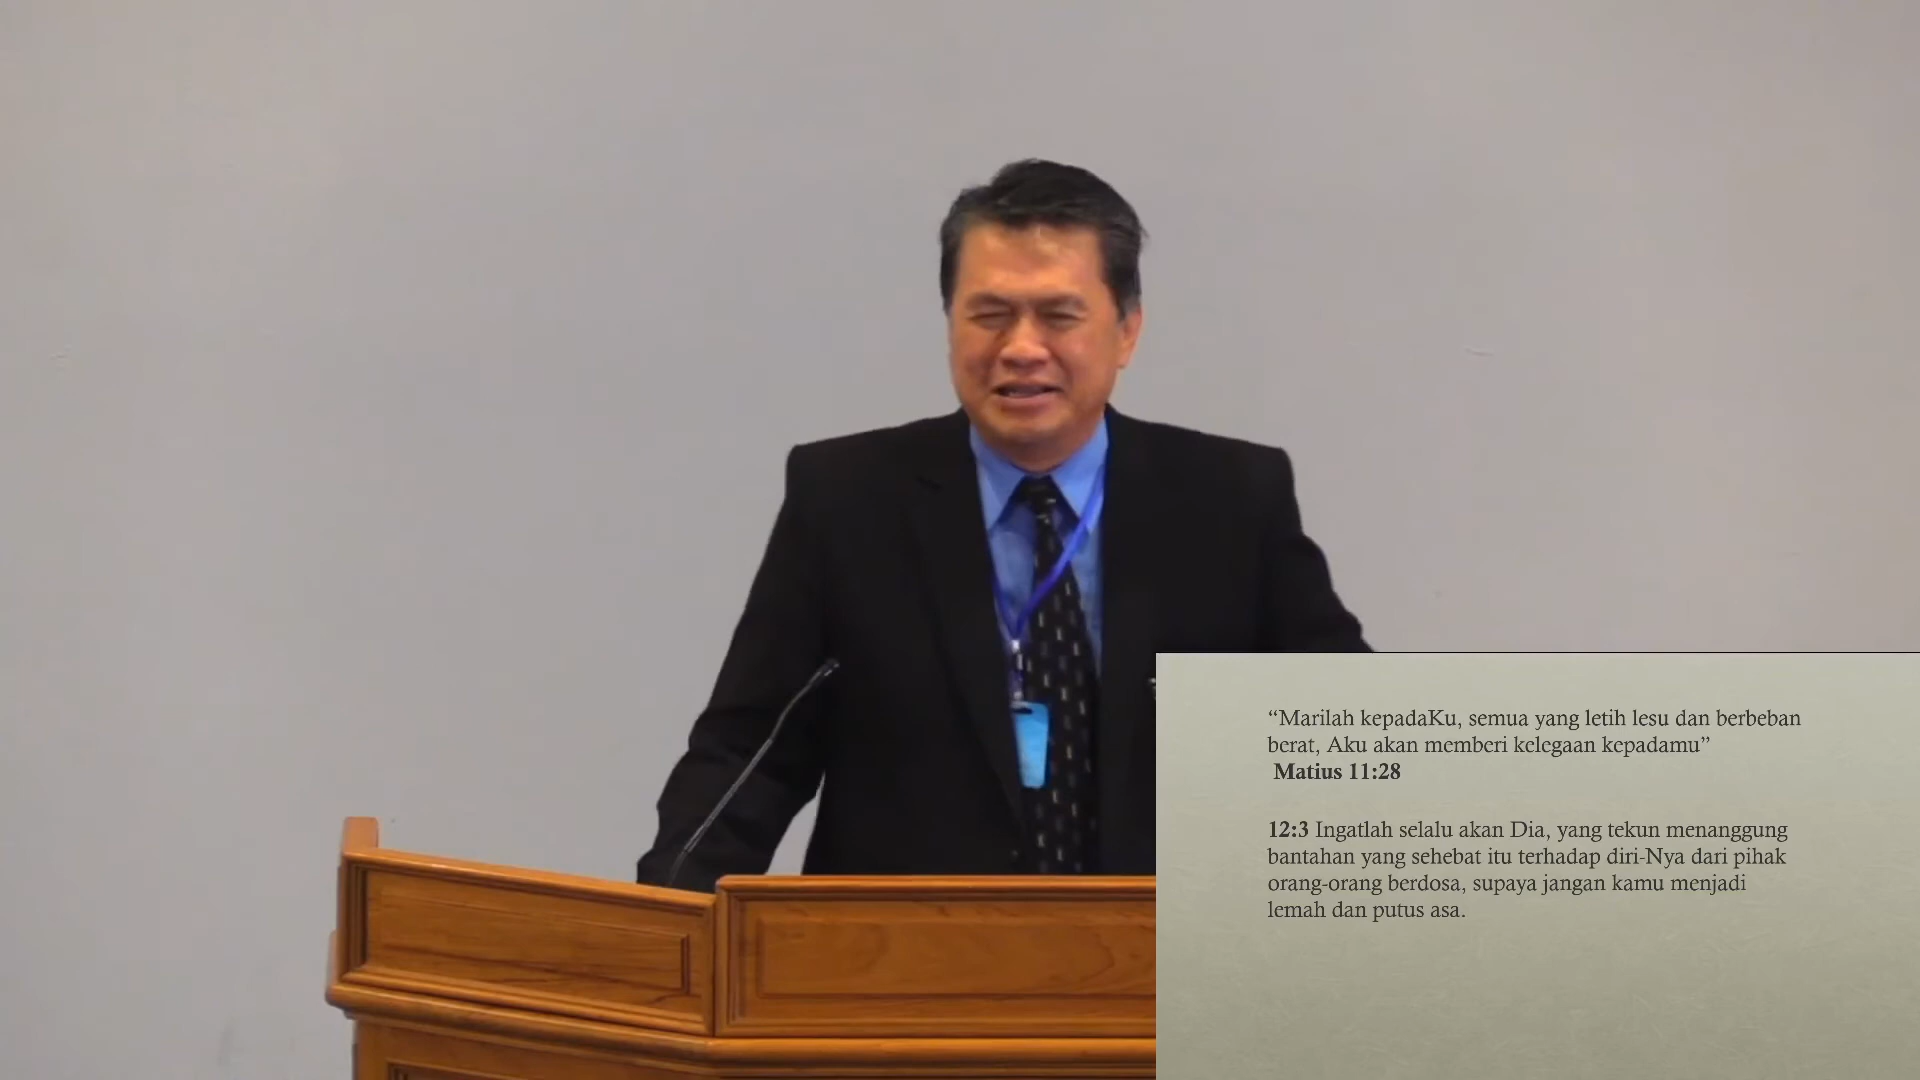 “Marilah kepadaKu, semua yang letih lesu dan berbeban
berat, Aku akan memberi kelegaan kepadamu”
Matius 11:28
12:3 Ingatlah selalu akan Dia, yang tekun menanggung
bantahan yang sehebat itu terhadap diri-Nya dari pihak
orang-orang berdosa, supaya jangan kamu menjadi
lemah dan putus asa.